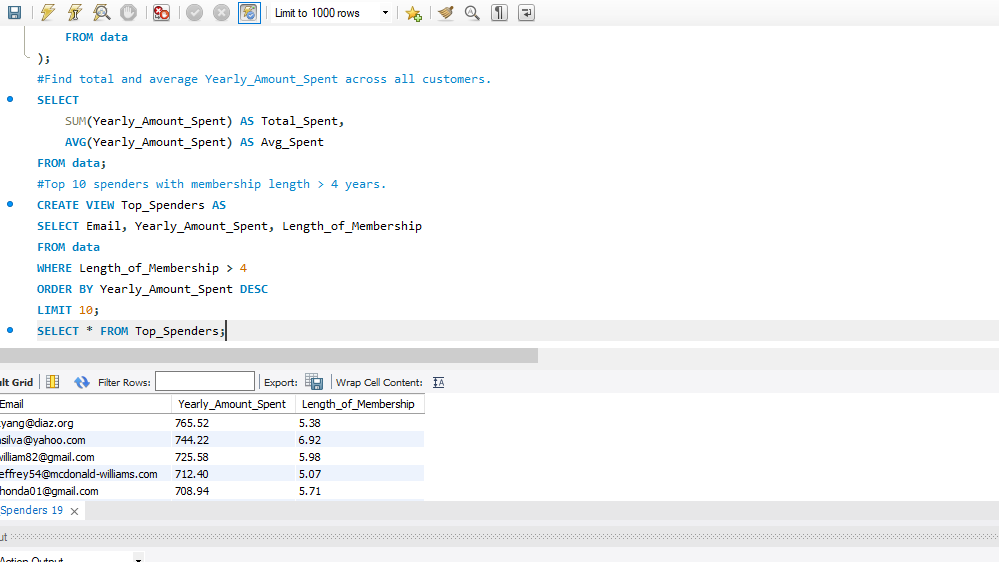 Limit to 1000 rows
FROM data
);
#Find total and average Yearly_Amount_Spent across all customers.
SELECT
SUM(Yearly_Amount_Spent) AS Total_Spent,
AVG(Yearly_Amount_Spent) AS Avg_Spent
FROM data;
#Top 10 spenders with membership length > 4 years.
CREATE VIEW Top_Spenders AS
SELECT Email, Yearly_Amount_Spent, Length_of_Membership
FROM data
WHERE Length_of_Membership > 4
ORDER BY Yearly_Amount_Spent DESC
LIMIT 10;
SELECT * FROM Top_Spenders;
ult Grid Filter Rows: Export: Wrap Cell Content:
Email Yearly_Amount_Spent Length_of_Membership
yang@diaz.org 765.52 5.38
silva@yahoo.com 744.22 6.92
william82@gmail.com 725.58 5.98
effrey54@mcdonald-williams.com 712.40 5.07
honda01@gmail.com 708.94 5.71
Spenders 19
ut
Action Output